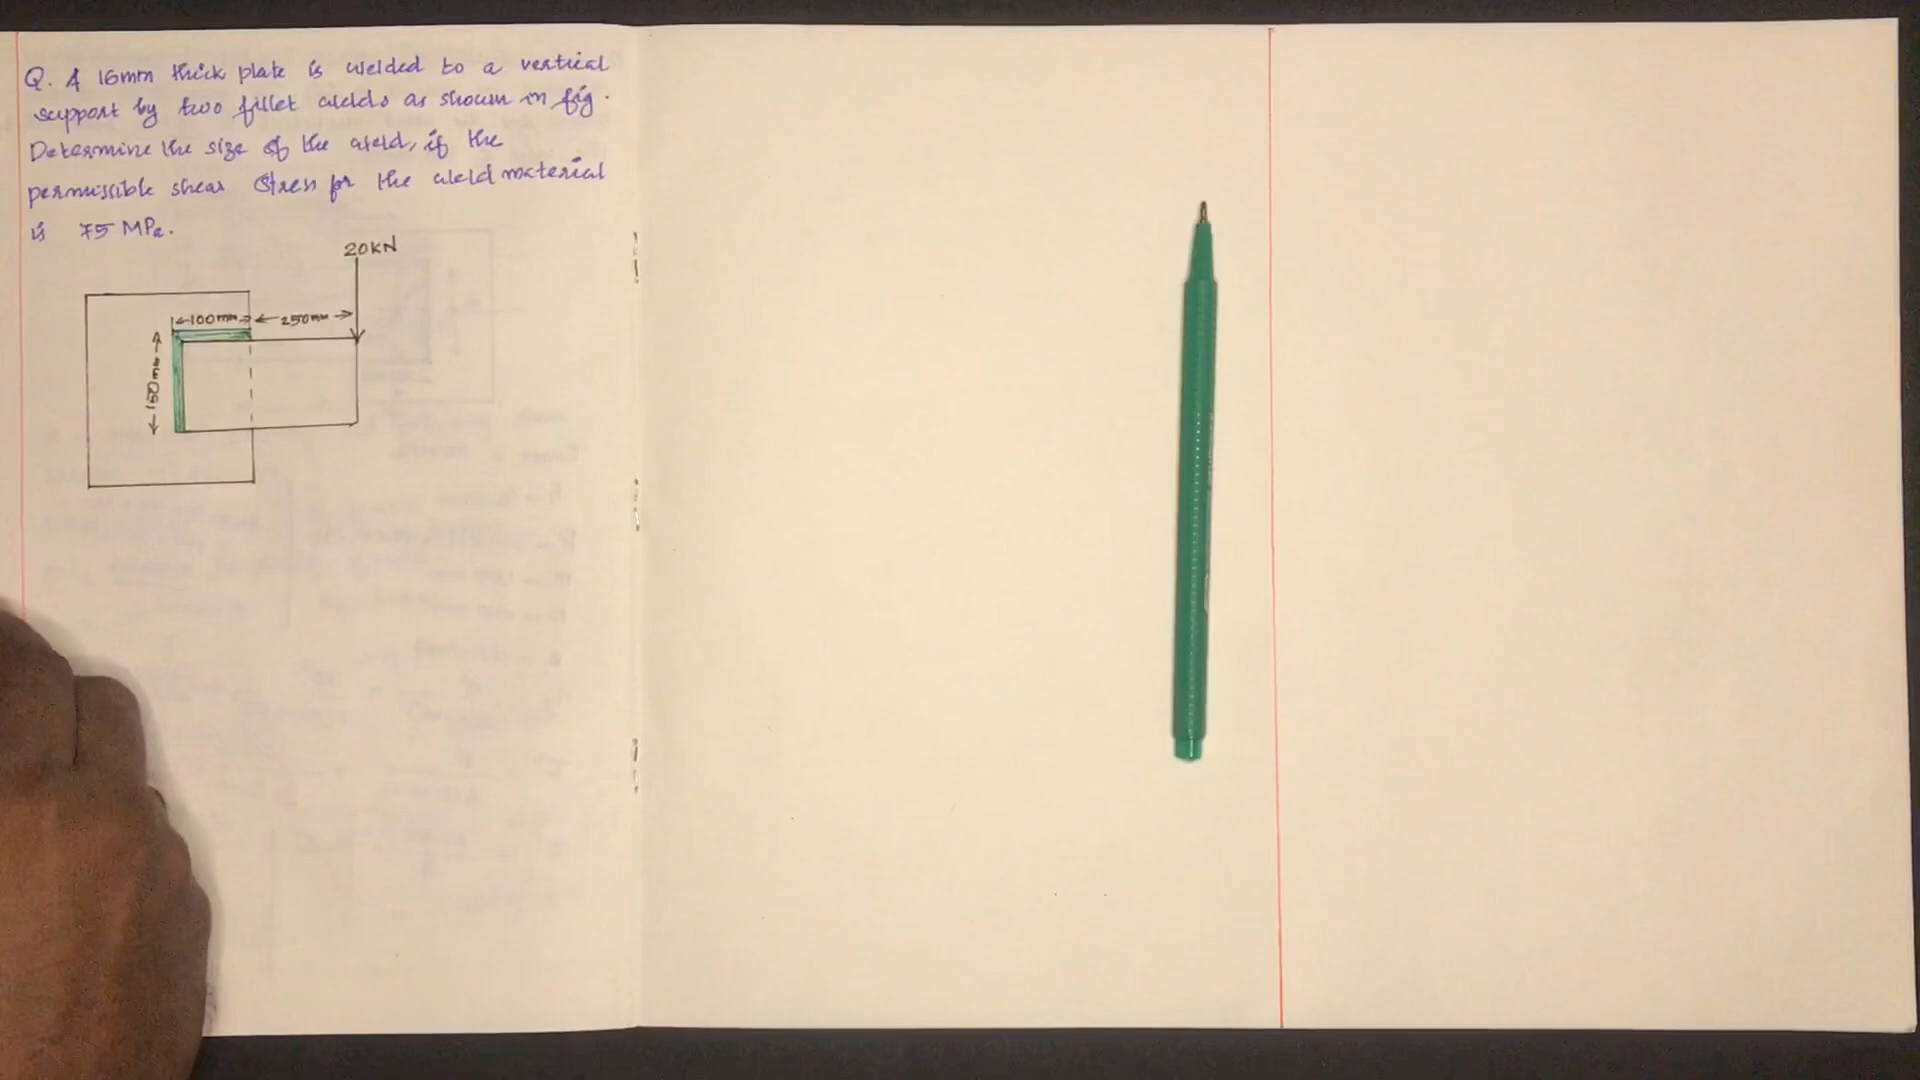 Q. A 16mm thick plate is welded to a vertical
support by two fillet welds as shown in fig.
Determine the size of the weld, if the
permissible shear stress for the weld material
is 75 MPa.
20kN
100mm
250mm
150mm